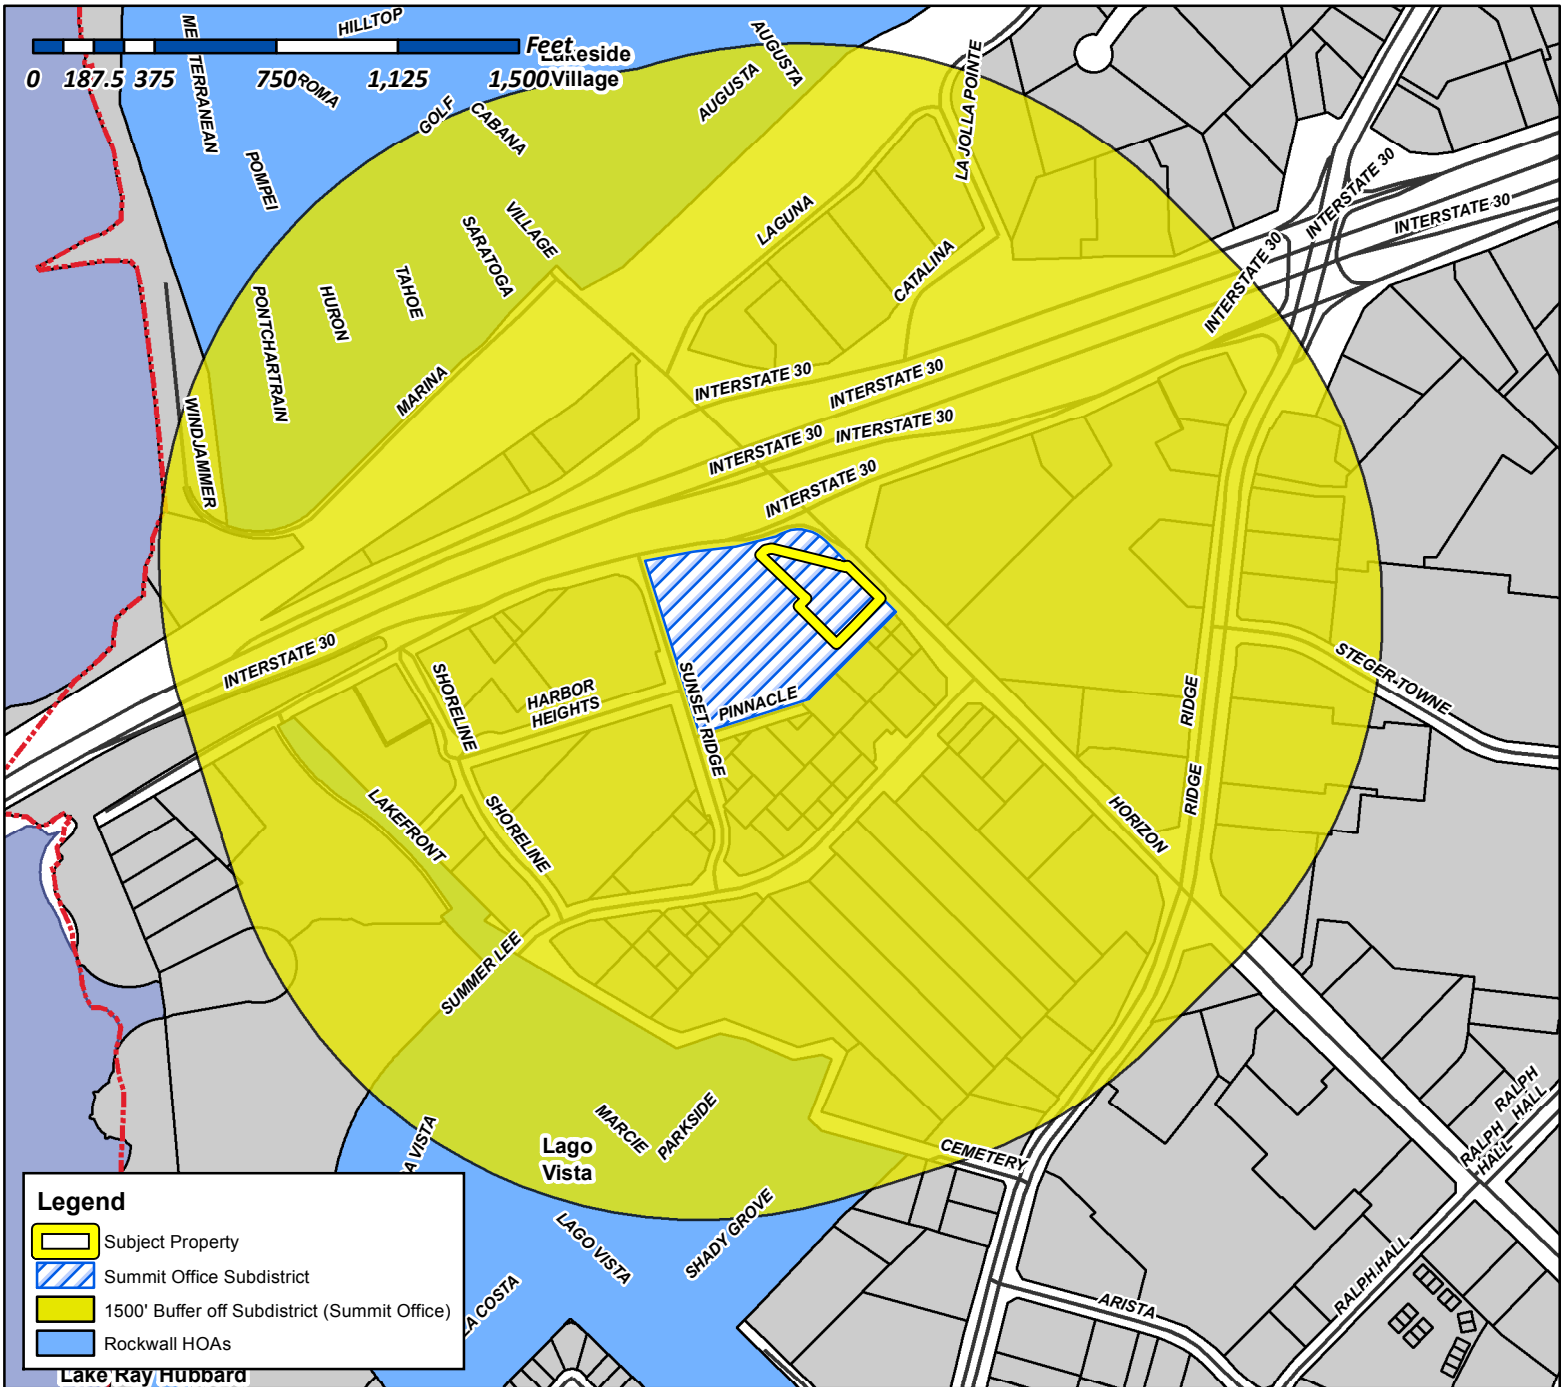 HILLTOP
Feet
0 187.5 375 750 1,125 1,500
Lakeside
Village
AUGUSTA
AUGUSTA
LA JOLLA POINTE
ROMA
GOLF
CABANA
POMPEI
INTERSTATE 30
INTERSTATE 30
INTERSTATE 30
INTERSTATE 30
LAGUNA
VILLAGE
SARATOGA
TAHOE
HURON
PONTCHARTRAIN
CATALINA
MARINA
WINDJAMMER
INTERSTATE 30
INTERSTATE 30
INTERSTATE 30
INTERSTATE 30
INTERSTATE 30
INTERSTATE 30
SHORELINE
HARBOR
HEIGHTS
SUNSET RIDGE
PINNACLE
STEGER TOWNE
RIDGE
RIDGE
LAKEFRONT
SHORELINE
HORIZON
SUMMER LEE
MARCIE
PARKSIDE
Lago
Vista
CEMETERY
RALPH
HALL
RALPH
HALL
RALPH HALL
LAGO VISTA
SHADY GROVE
ARISTA
Legend
Subject Property
Summit Office Subdistrict
1500' Buffer off Subdistrict (Summit Office)
Rockwall HOAs
Lake Ray Hubbard